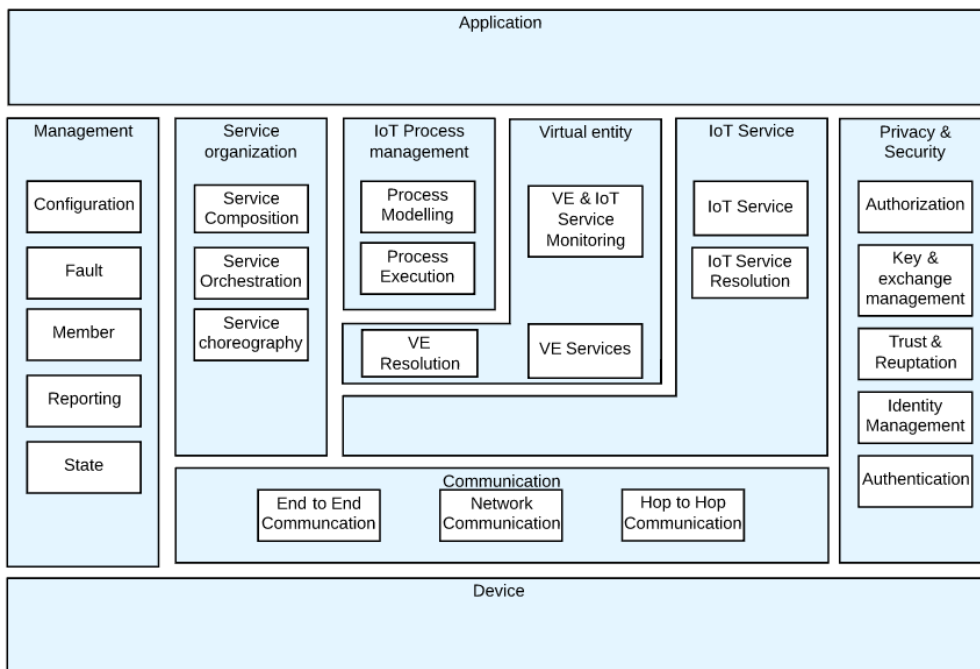 Application
Management
Configuration
Fault
Member
Reporting
State
Service
organization
Service
Composition
Service
Orchestration
Service
choreography
IoT Process
management
Process
Modelling
Process
Execution
Virtual entity
VE & IoT
Service
Monitoring
VE
Resolution
VE Services
IoT Service
IoT Service
IoT Service
Resolution
Privacy &
Security
Authorization
Key &
exchange
management
Trust &
Reuptation
Identity
Management
Authentication
Communication
End to End
Communcation
Network
Communication
Hop to Hop
Communication
Device